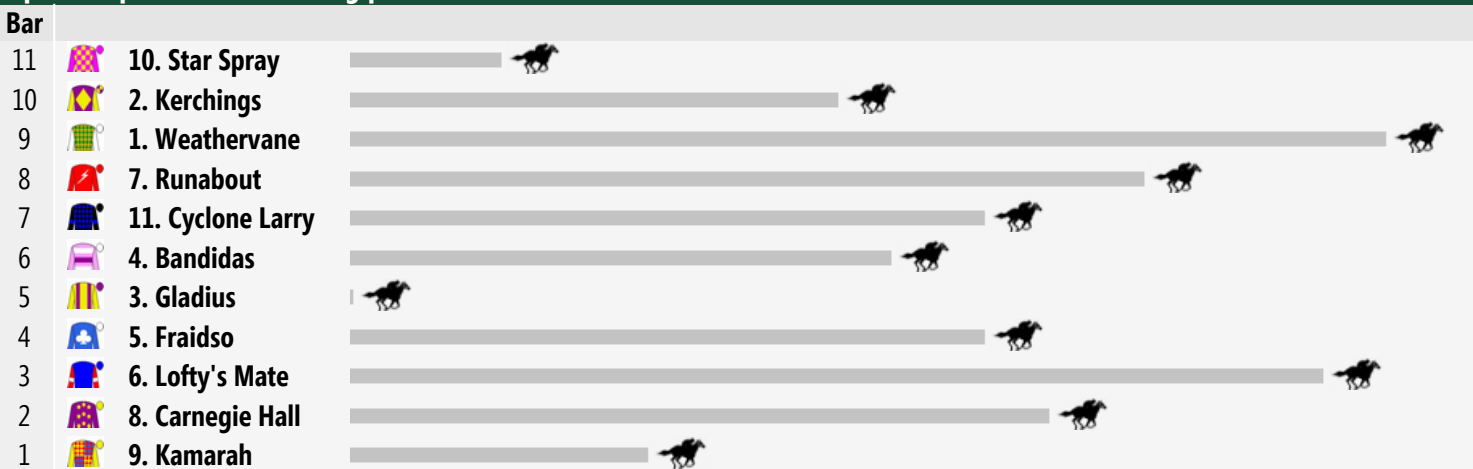 Bar
11 10. Star Spray
10 2. Kerchings
9 1. Weathervane
8 7. Runabout
7 11. Cyclone Larry
6 4. Bandidas
5 3. Gladius
4 5. Fraidso
3 6. Lofty's Mate
2 8. Carnegie Hall
1 9. Kamarah